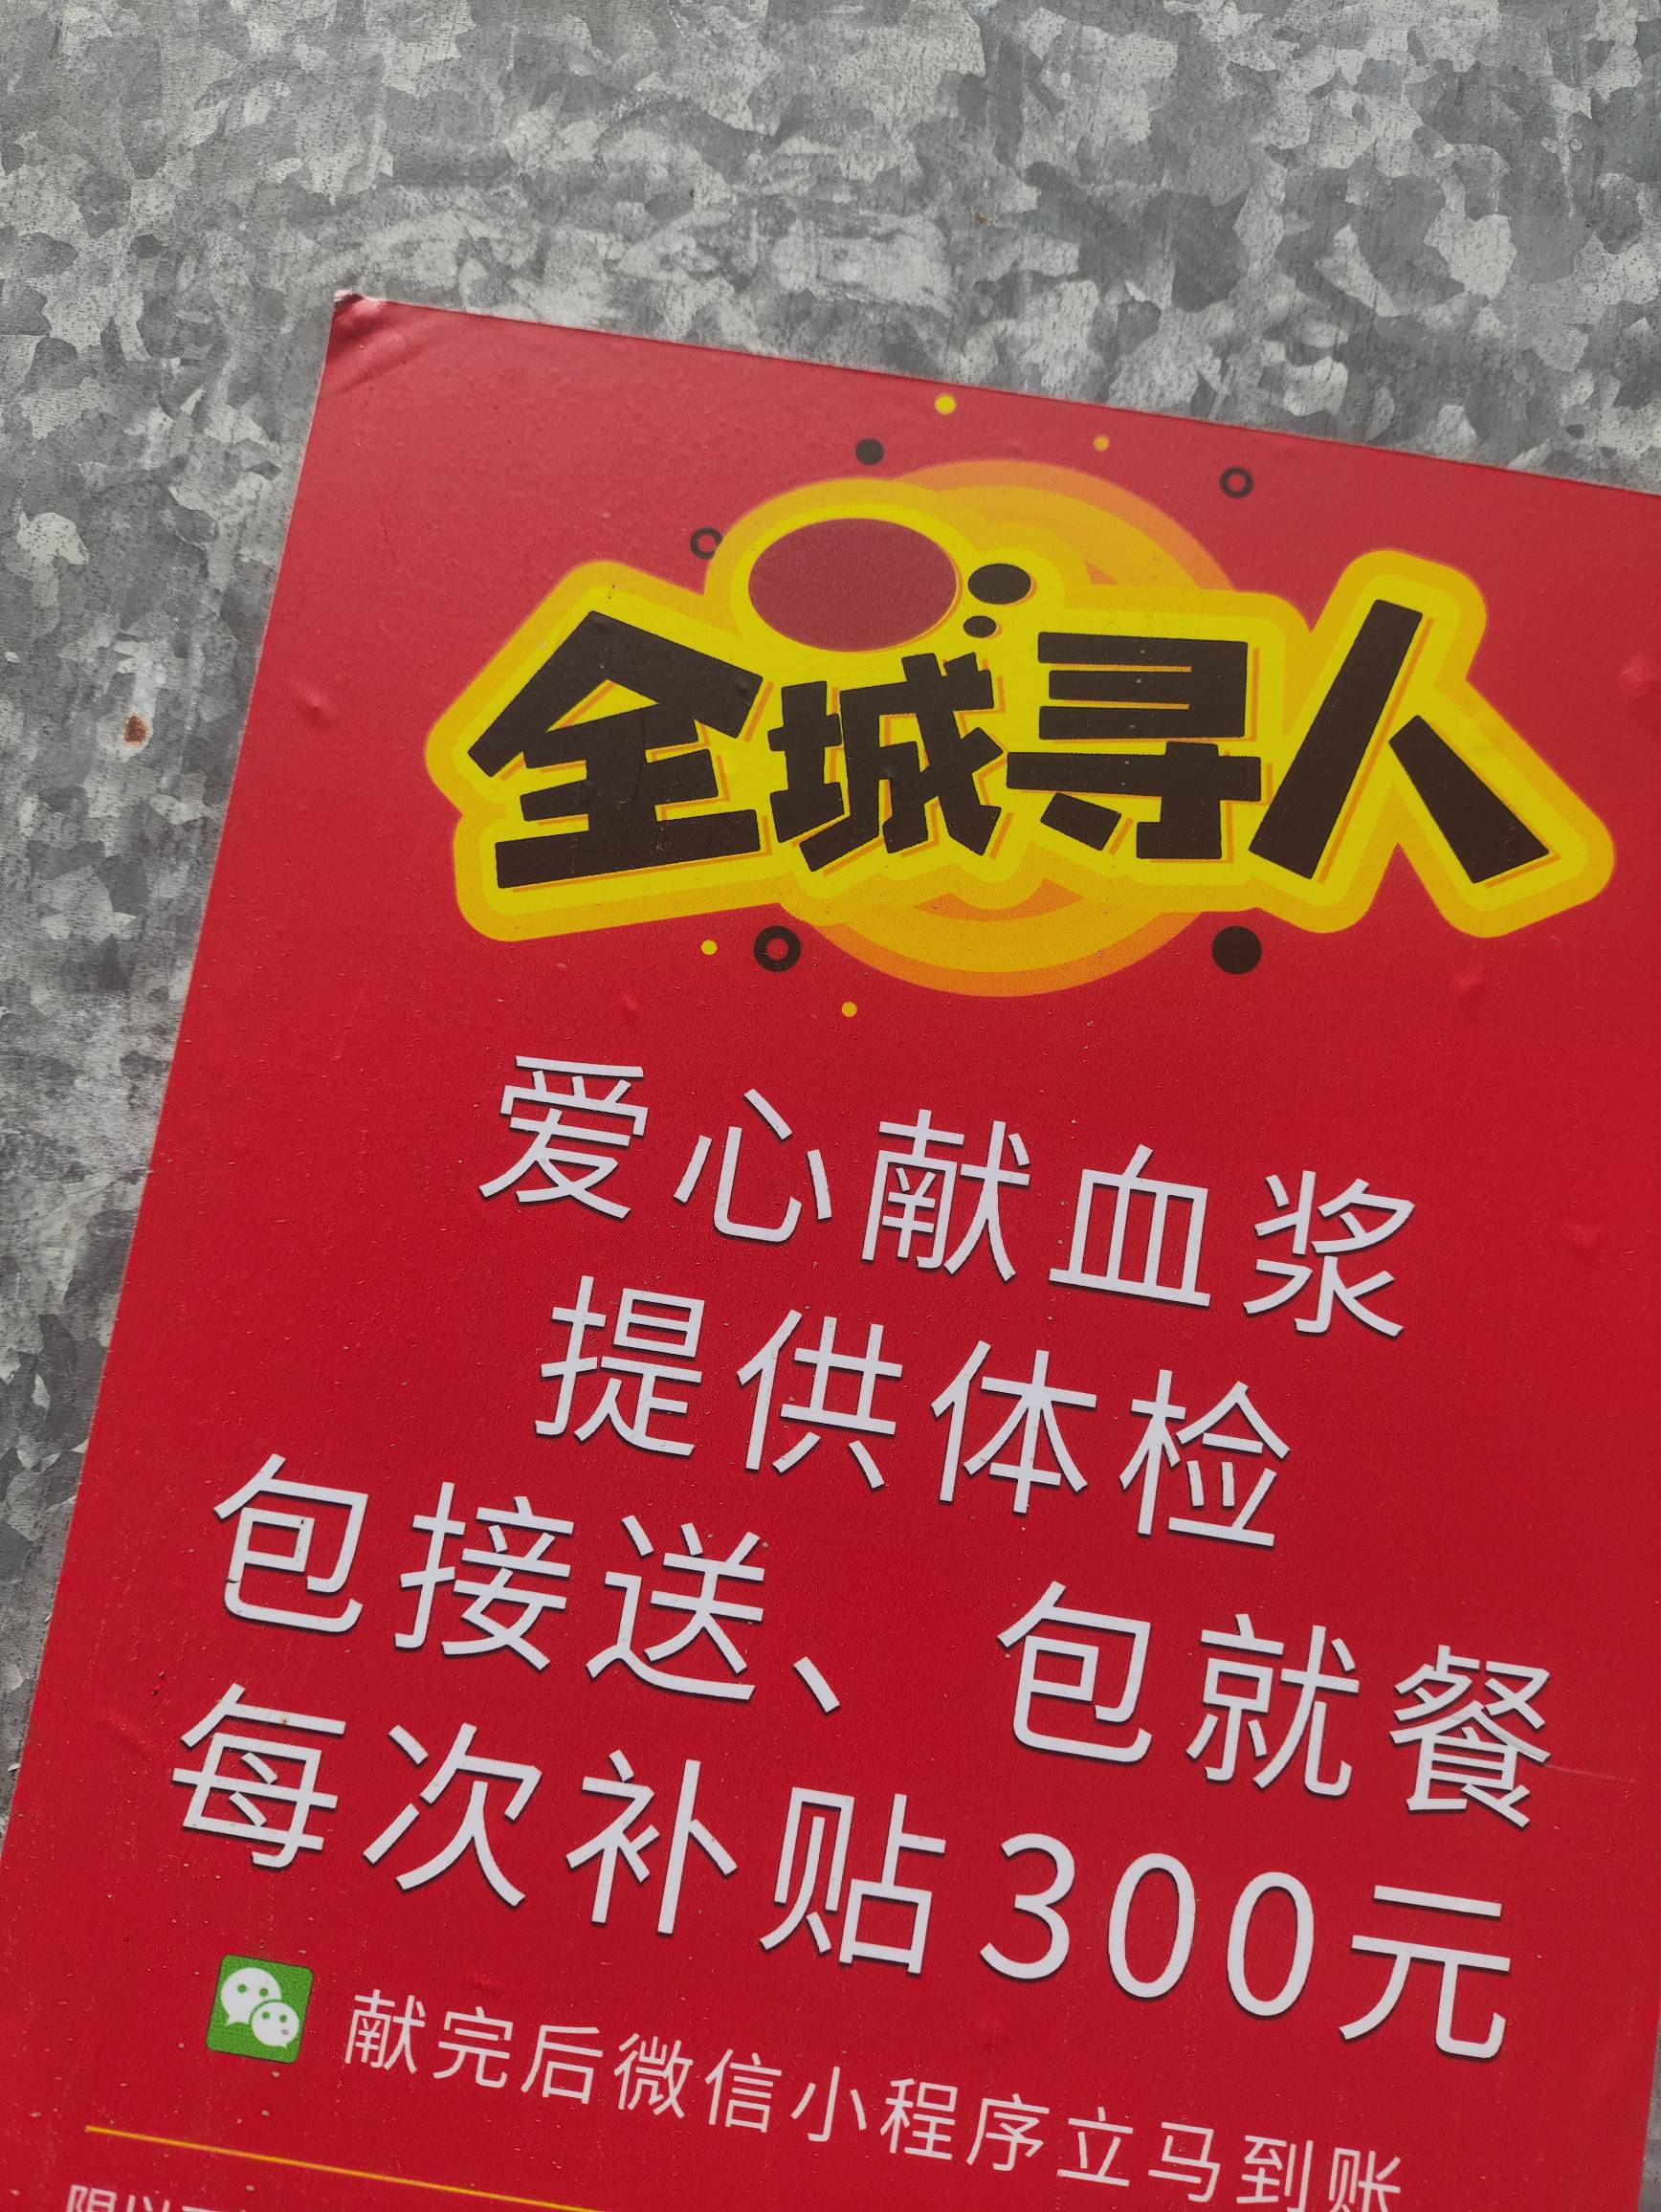 全城寻人
爱心献血浆
提供体检
包接送、包就餐
每次补贴300元
献完后微信小程序立马到账